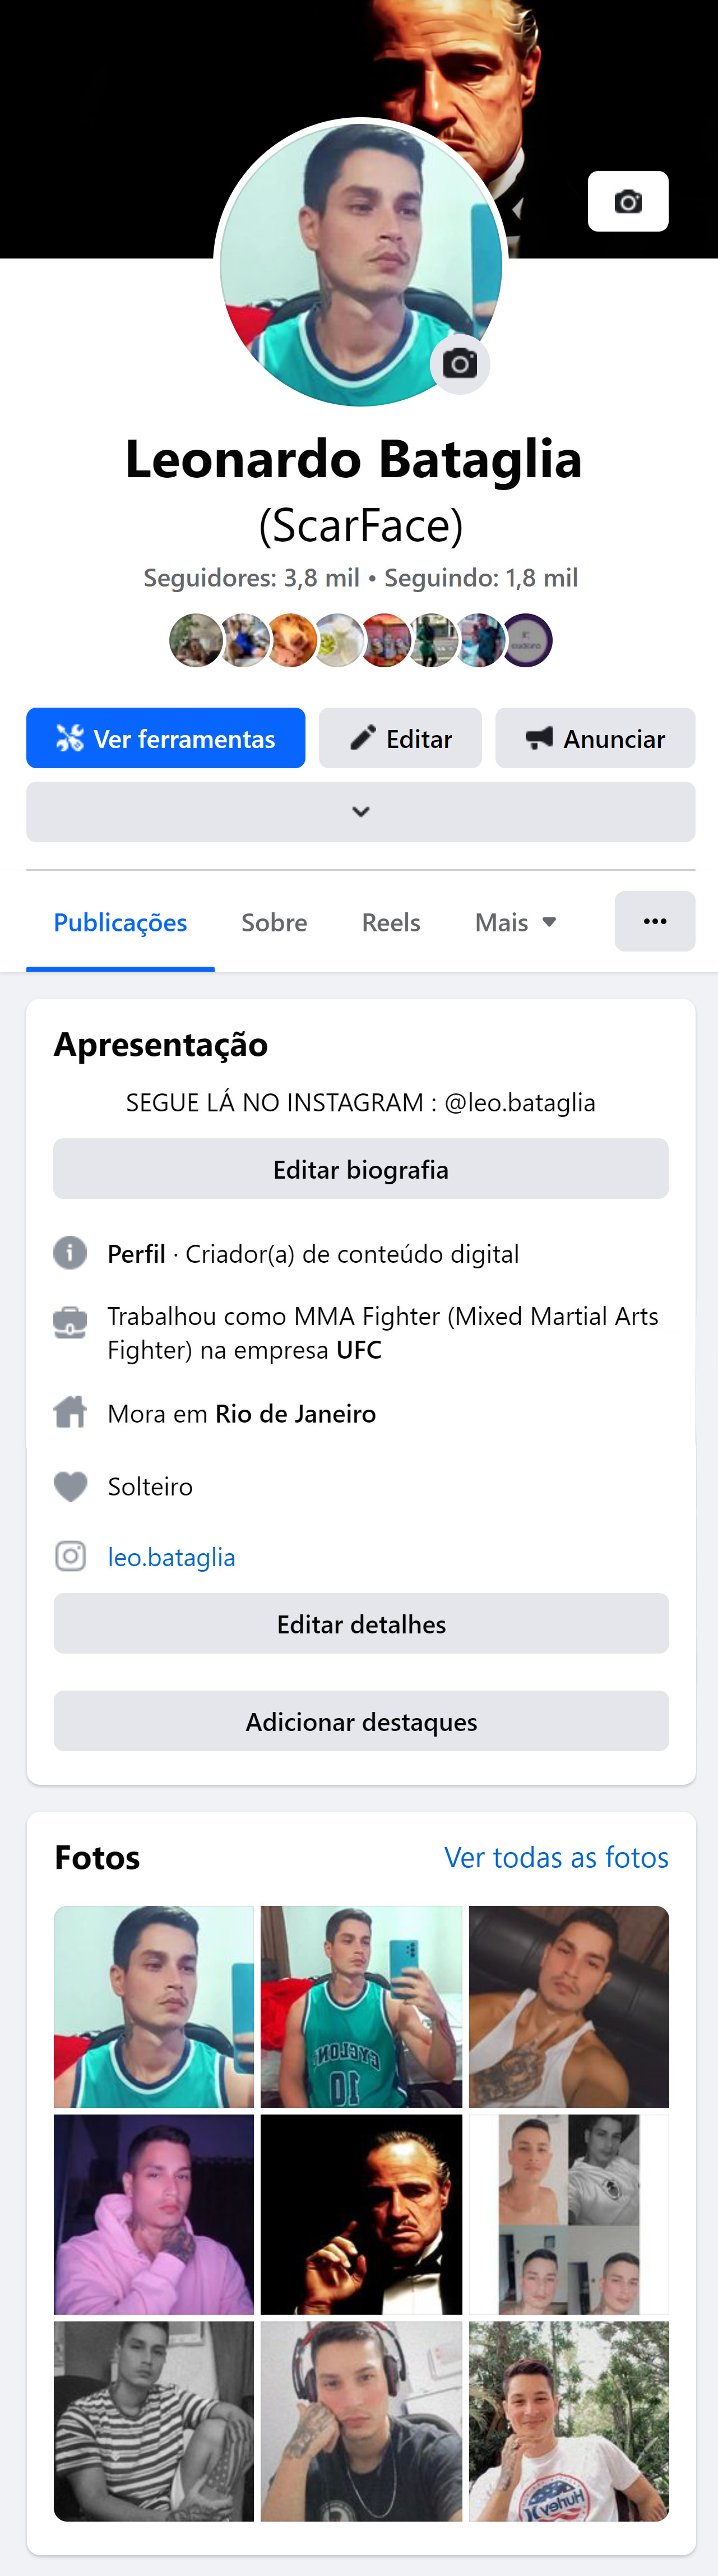 Leonardo Bataglia
(ScarFace)
Seguidores: 3,8 mil • Seguindo: 1,8 mil
Ver ferramentas
Editar
Anunciar
Publicações
Sobre
Reels
Mais
Apresentação
SEGUE LÁ NO INSTAGRAM : @leo.bataglia
Editar biografia
Perfil · Criador(a) de conteúdo digital
Trabalhou como MMA Fighter (Mixed Martial Arts
Fighter) na empresa UFC
Mora em Rio de Janeiro
Solteiro
leo.bataglia
Editar detalhes
Adicionar destaques
Fotos
Ver todas as fotos
CYCLONE
10
Hurley